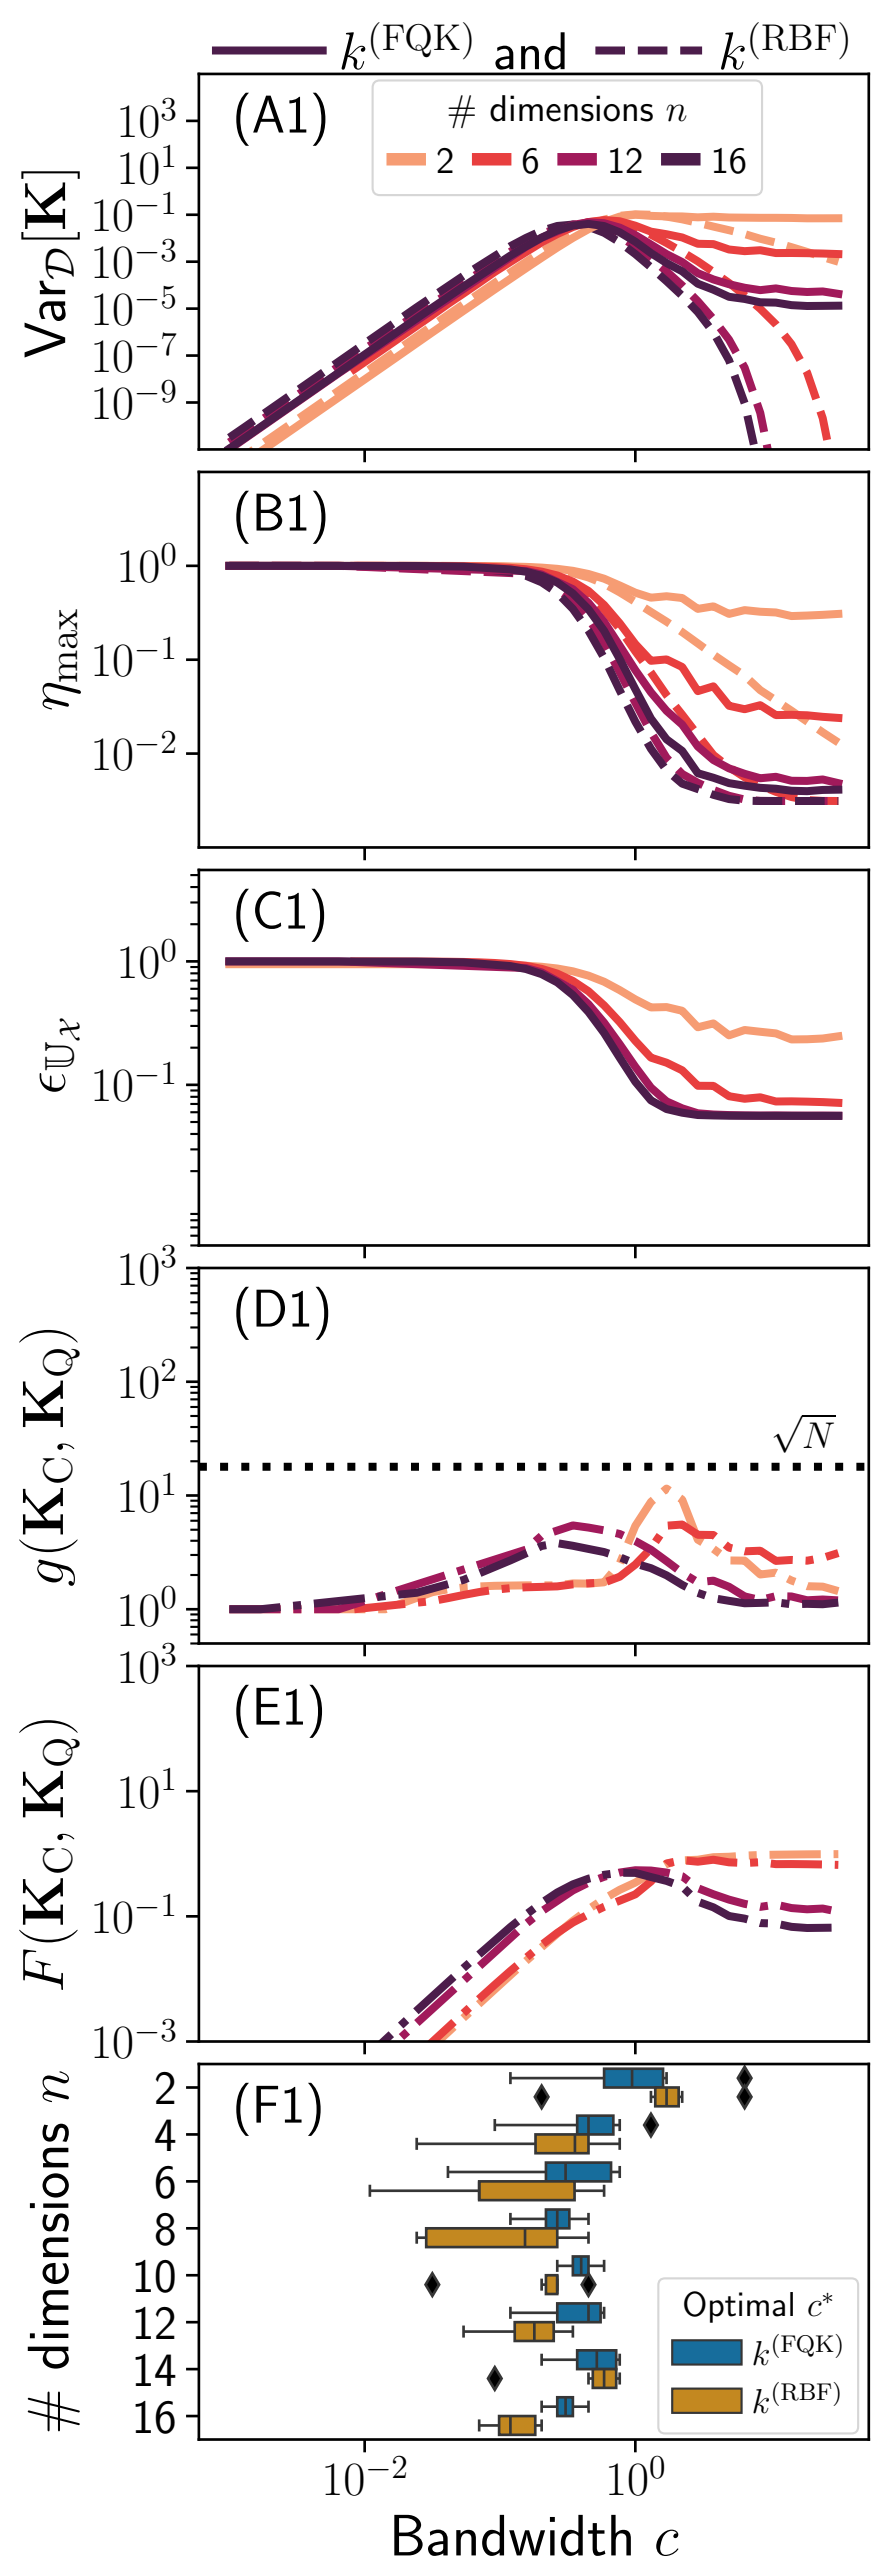 k^(FQK) and k^(RBF)
(A1)
# dimensions n
2 6 12 16
Var_𝒟[K]
10^3
10^1
10^−1
10^−3
10^−5
10^−7
10^−9
(B1)
η_max
10^0
10^−1
10^−2
(C1)
ϵ_𝕌_𝒳
10^0
10^−1
(D1)
g(K_C, K_Q)
10^3
10^2
√N
10^1
10^0
(E1)
F(K_C, K_Q)
10^3
10^1
10^−1
10^−3
(F1)
# dimensions n
2
4
6
8
10
12
14
16
Optimal c*
k^(FQK)
k^(RBF)
10^−2 10^0
Bandwidth c